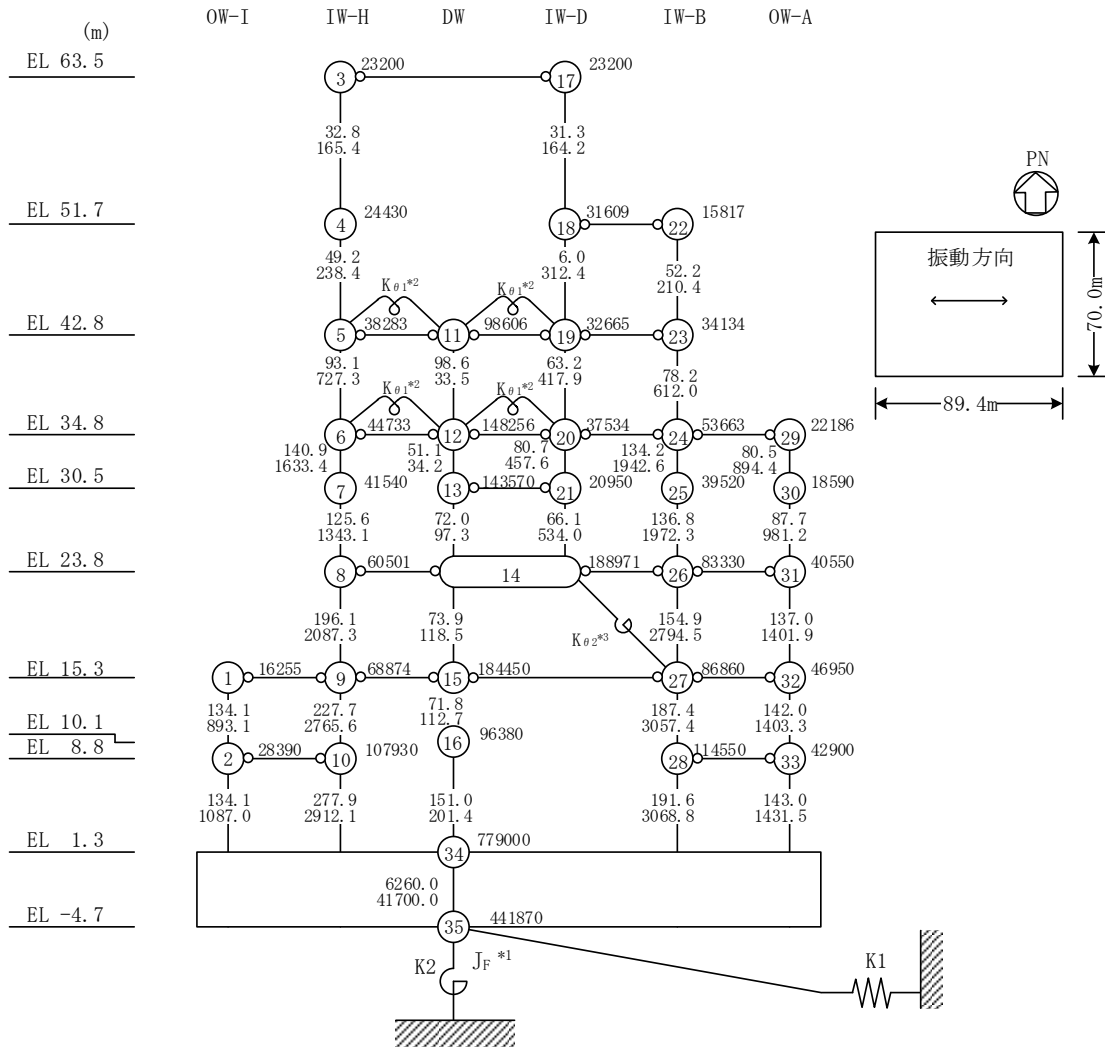 OW-I IW-H DW IW-D IW-B OW-A
(m)
EL 63.5
3 23200 17 23200
32.8 31.3
165.4 164.2
PN
EL 51.7
4 24430 18 31609 22 15817
振動方向
70.0m
89.4m
49.2 6.0 52.2
238.4 312.4 210.4
Kθ1*2 Kθ1*2
EL 42.8
5 38283 11 98606 19 32665 23 34134
93.1 98.6 63.2 78.2
727.3 33.5 417.9 612.0
Kθ1*2 Kθ1*2
EL 34.8
6 44733 12 148256 20 37534 24 53663 29 22186
140.9 51.1 80.7 134.2 80.5
1633.4 34.2 457.6 1942.6 894.4
EL 30.5
7 41540 13 143570 21 20950 25 39520 30 18590
125.6 72.0 66.1 136.8 87.7
1343.1 97.3 534.0 1972.3 981.2
EL 23.8
8 60501 14 188971 26 83330 31 40550
196.1 73.9 154.9 137.0
2087.3 118.5 2794.5 1401.9
Kθ2*3
EL 15.3
1 16255 9 68874 15 184450 27 86860 32 46950
134.1 227.7 71.8 187.4 142.0
893.1 2765.6 112.7 3057.4 1403.3
EL 10.1
16 96380
EL 8.8
2 28390 10 107930 28 114550 33 42900
134.1 277.9 151.0 191.6 143.0
1087.0 2912.1 201.4 3068.8 1431.5
EL 1.3
34 779000
6260.0
41700.0
EL -4.7
35 441870
K2 JF *1 K1